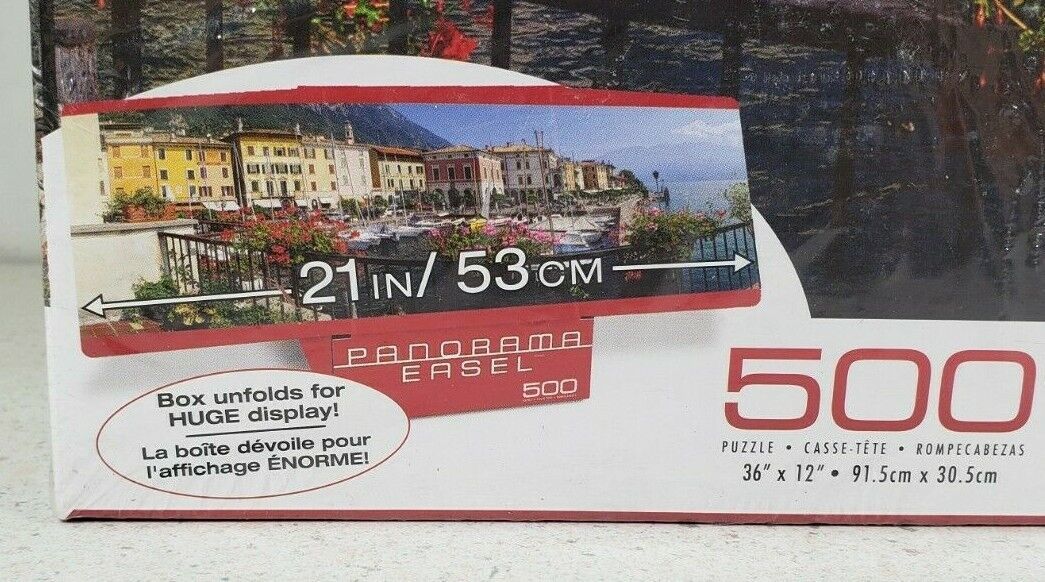 21 IN/ 53 CM
PANORAMA
EASEL
500
Box unfolds for
HUGE display!
La boîte dévoile pour
l'affichage ÉNORME!
500
PUZZLE • CASSE-TÊTE • ROMPECABEZAS
36" x 12" • 91.5cm x 30.5cm